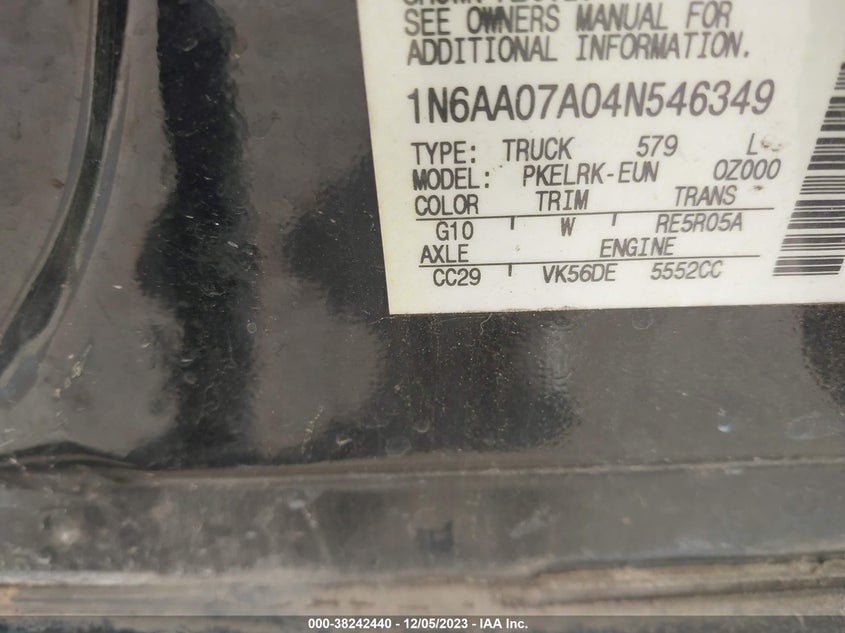 SEE OWNERS MANUAL FOR
ADDITIONAL INFORMATION.
1N6AA07A04N546349
TYPE: TRUCK 579 L
MODEL: PKELRK-EUN 0Z000
COLOR TRIM TRANS
G10 W RE5R05A
AXLE ENGINE
CC29 VK56DE 5552CC
000-38242440 - 12/05/2023 - IAA Inc.